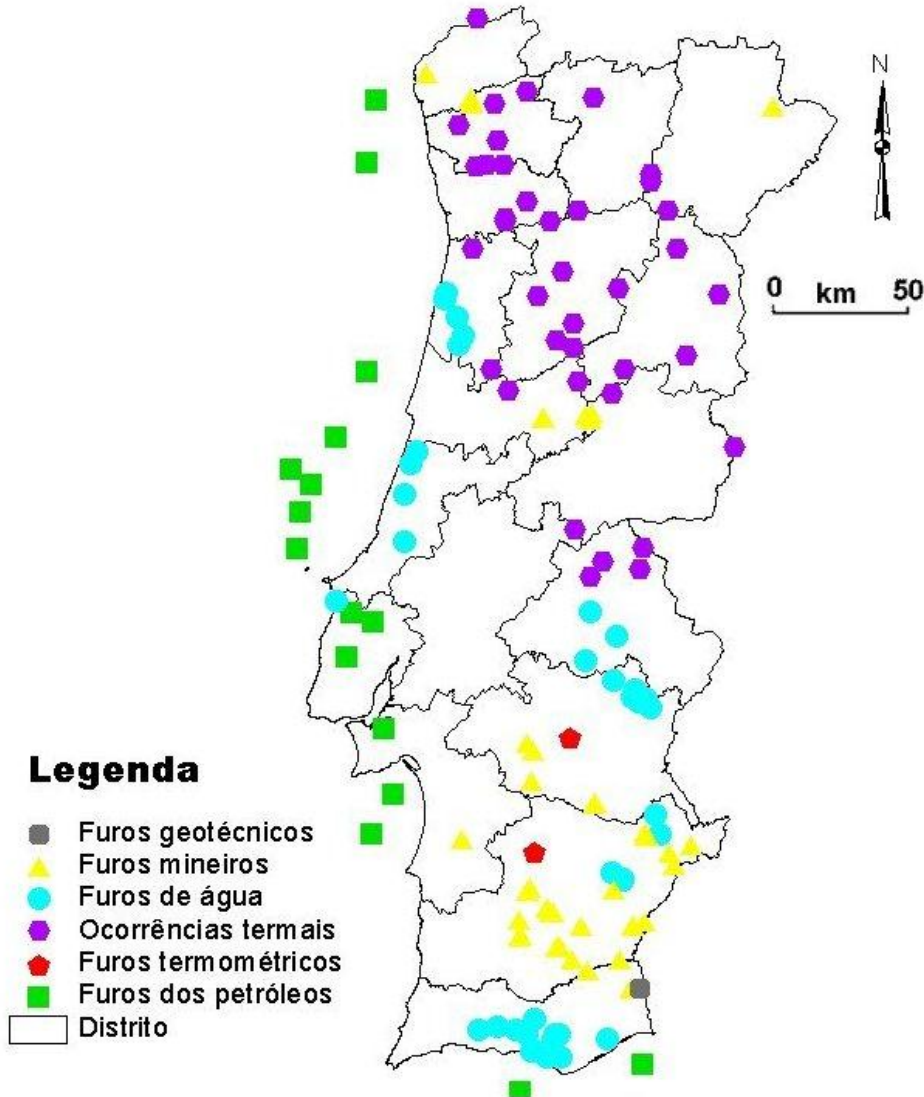 N
0 km 50
Legenda
Furos geotécnicos
Furos mineiros
Furos de água
Ocorrências termais
Furos termométricos
Furos dos petróleos
Distrito